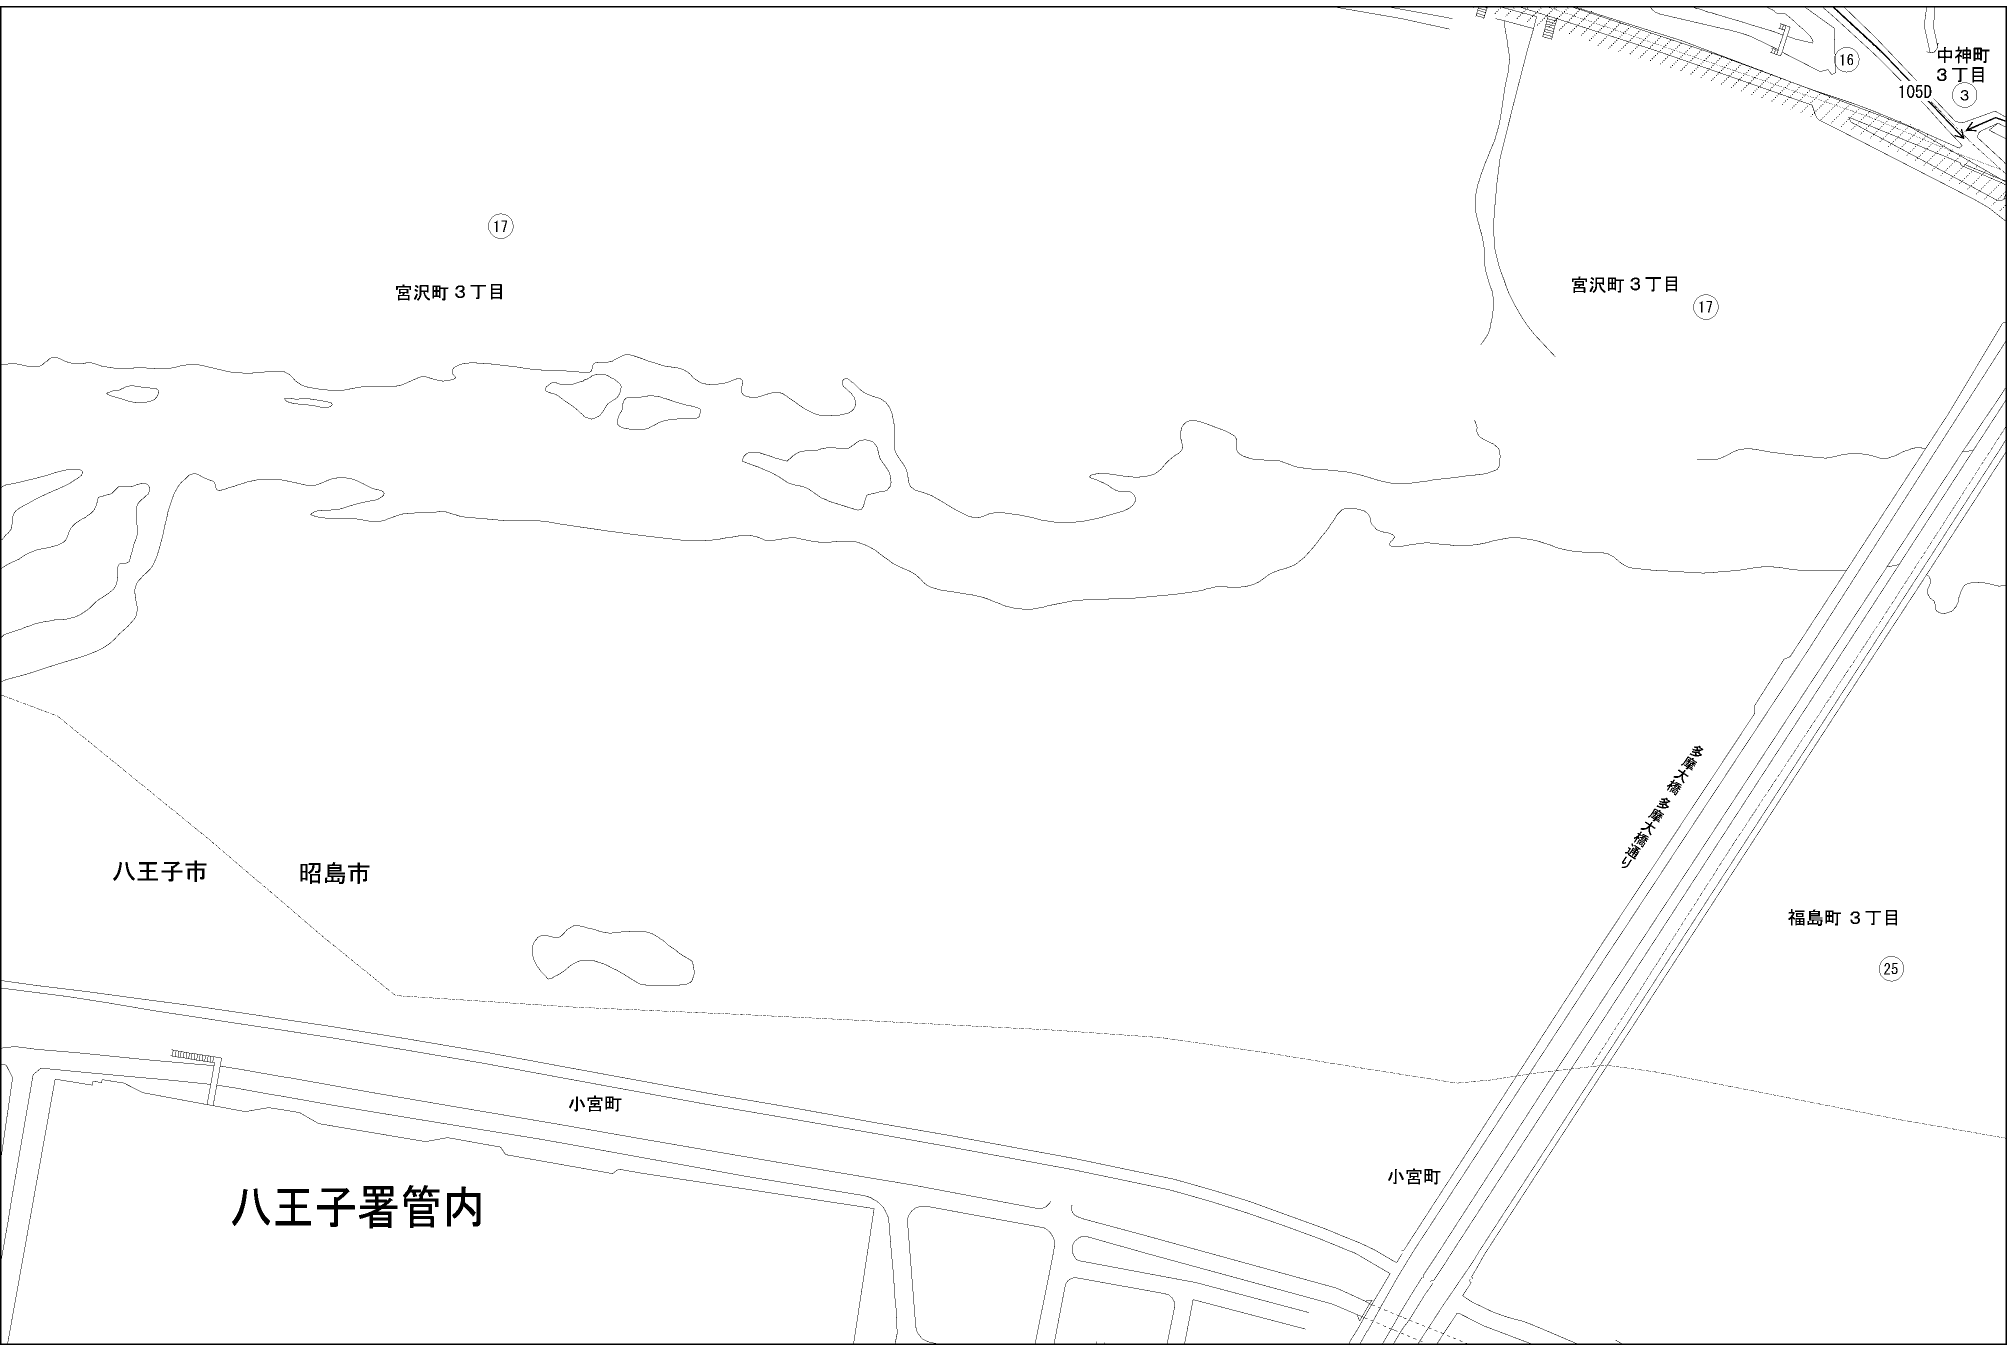 16
中神町
３丁目
105D
3
17
宮沢町３丁目
宮沢町３丁目
17
多摩大橋 多摩大橋通り
八王子市
昭島市
福島町 ３丁目
25
小宮町
小宮町
八王子署管内